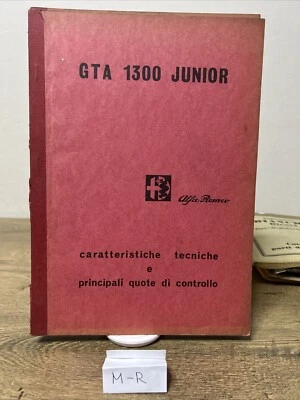 GTA 1300 JUNIOR
Alfa Romeo
caratteristiche tecniche
e
principali quote di controllo
M-R